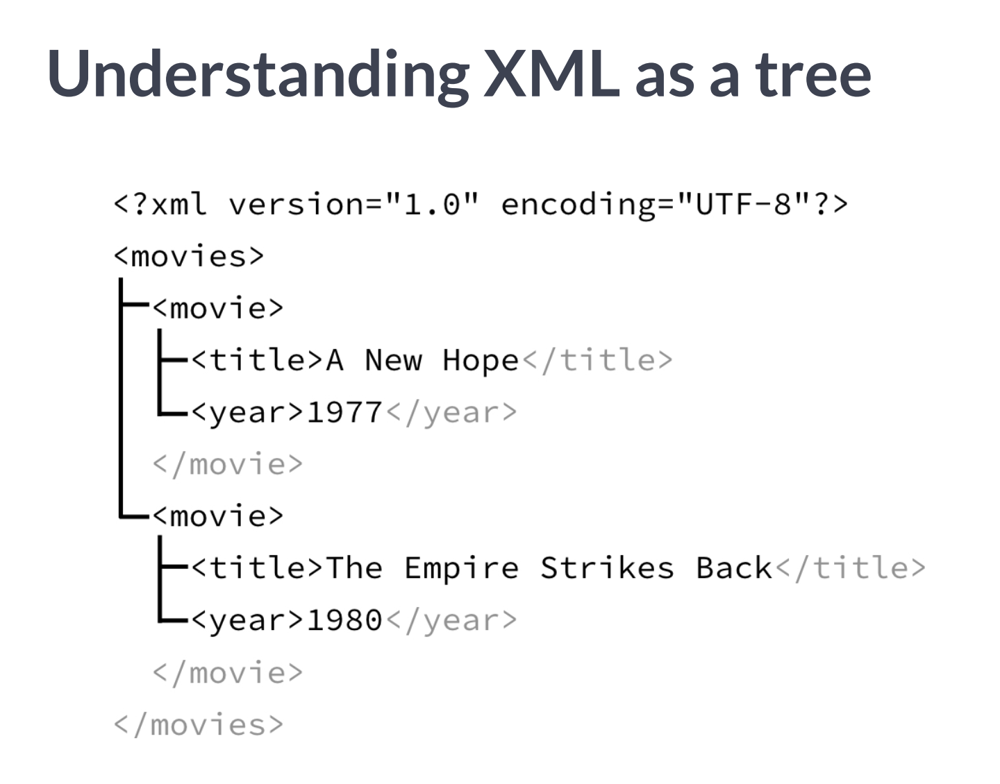 Understanding XML as a tree
<?xml version="1.0" encoding="UTF-8"?>
<movies>
<movie>
<title>A New Hope</title>
<year>1977</year>
</movie>
<movie>
<title>The Empire Strikes Back</title>
<year>1980</year>
</movie>
</movies>